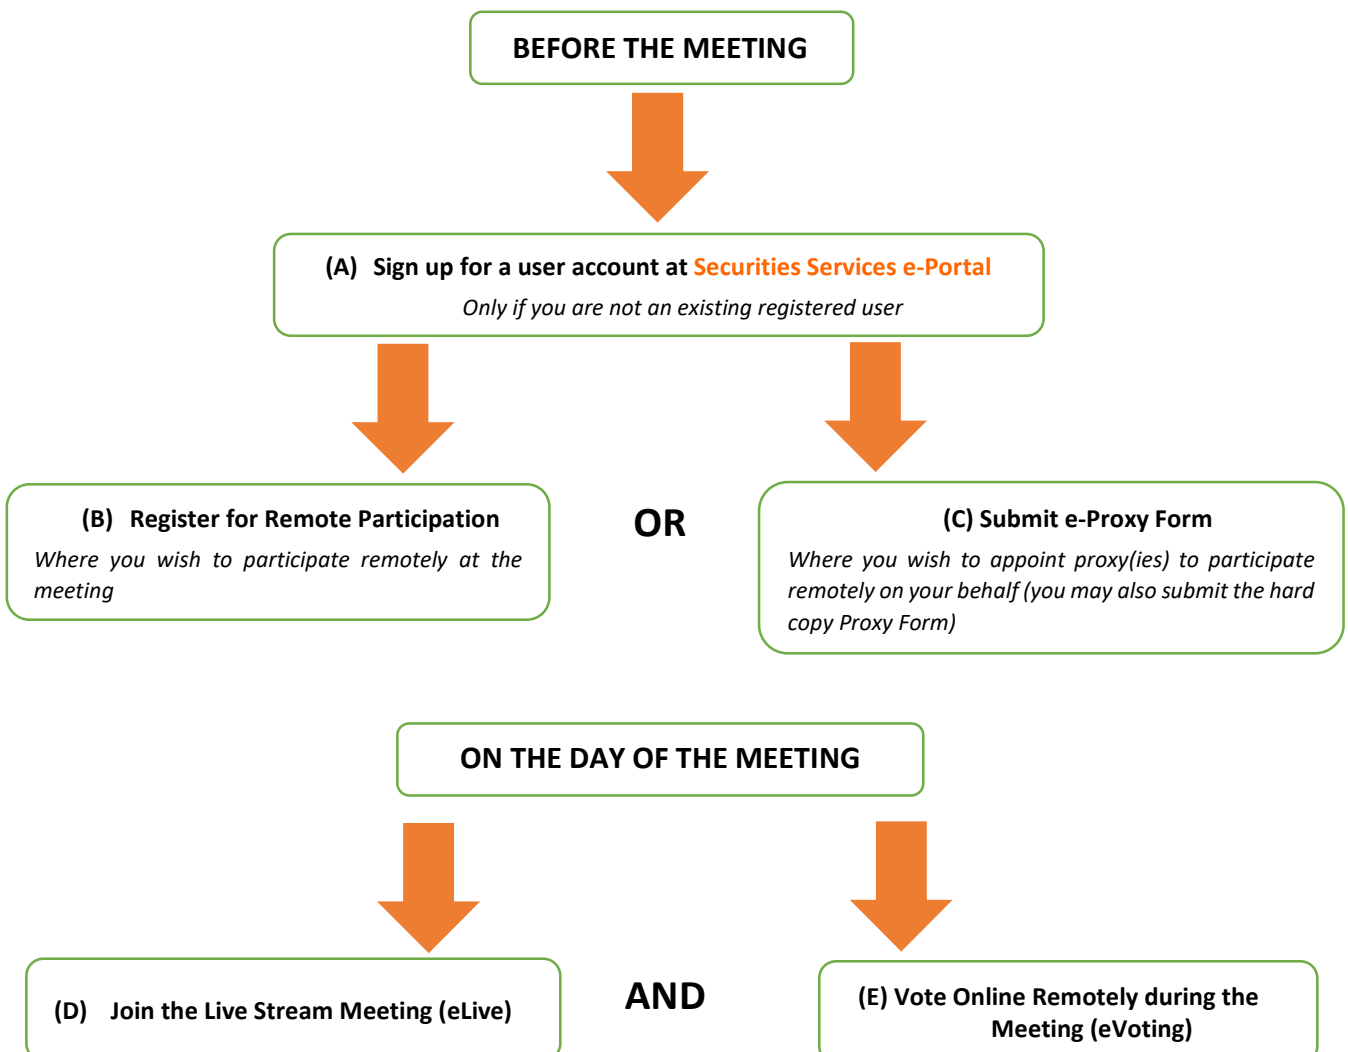 BEFORE THE MEETING
(A) Sign up for a user account at Securities Services e-Portal
Only if you are not an existing registered user
(B) Register for Remote Participation
Where you wish to participate remotely at the
meeting
OR
(C) Submit e-Proxy Form
Where you wish to appoint proxy(ies) to participate
remotely on your behalf (you may also submit the hard
copy Proxy Form)
ON THE DAY OF THE MEETING
(D) Join the Live Stream Meeting (eLive)
AND
(E) Vote Online Remotely during the
Meeting (eVoting)